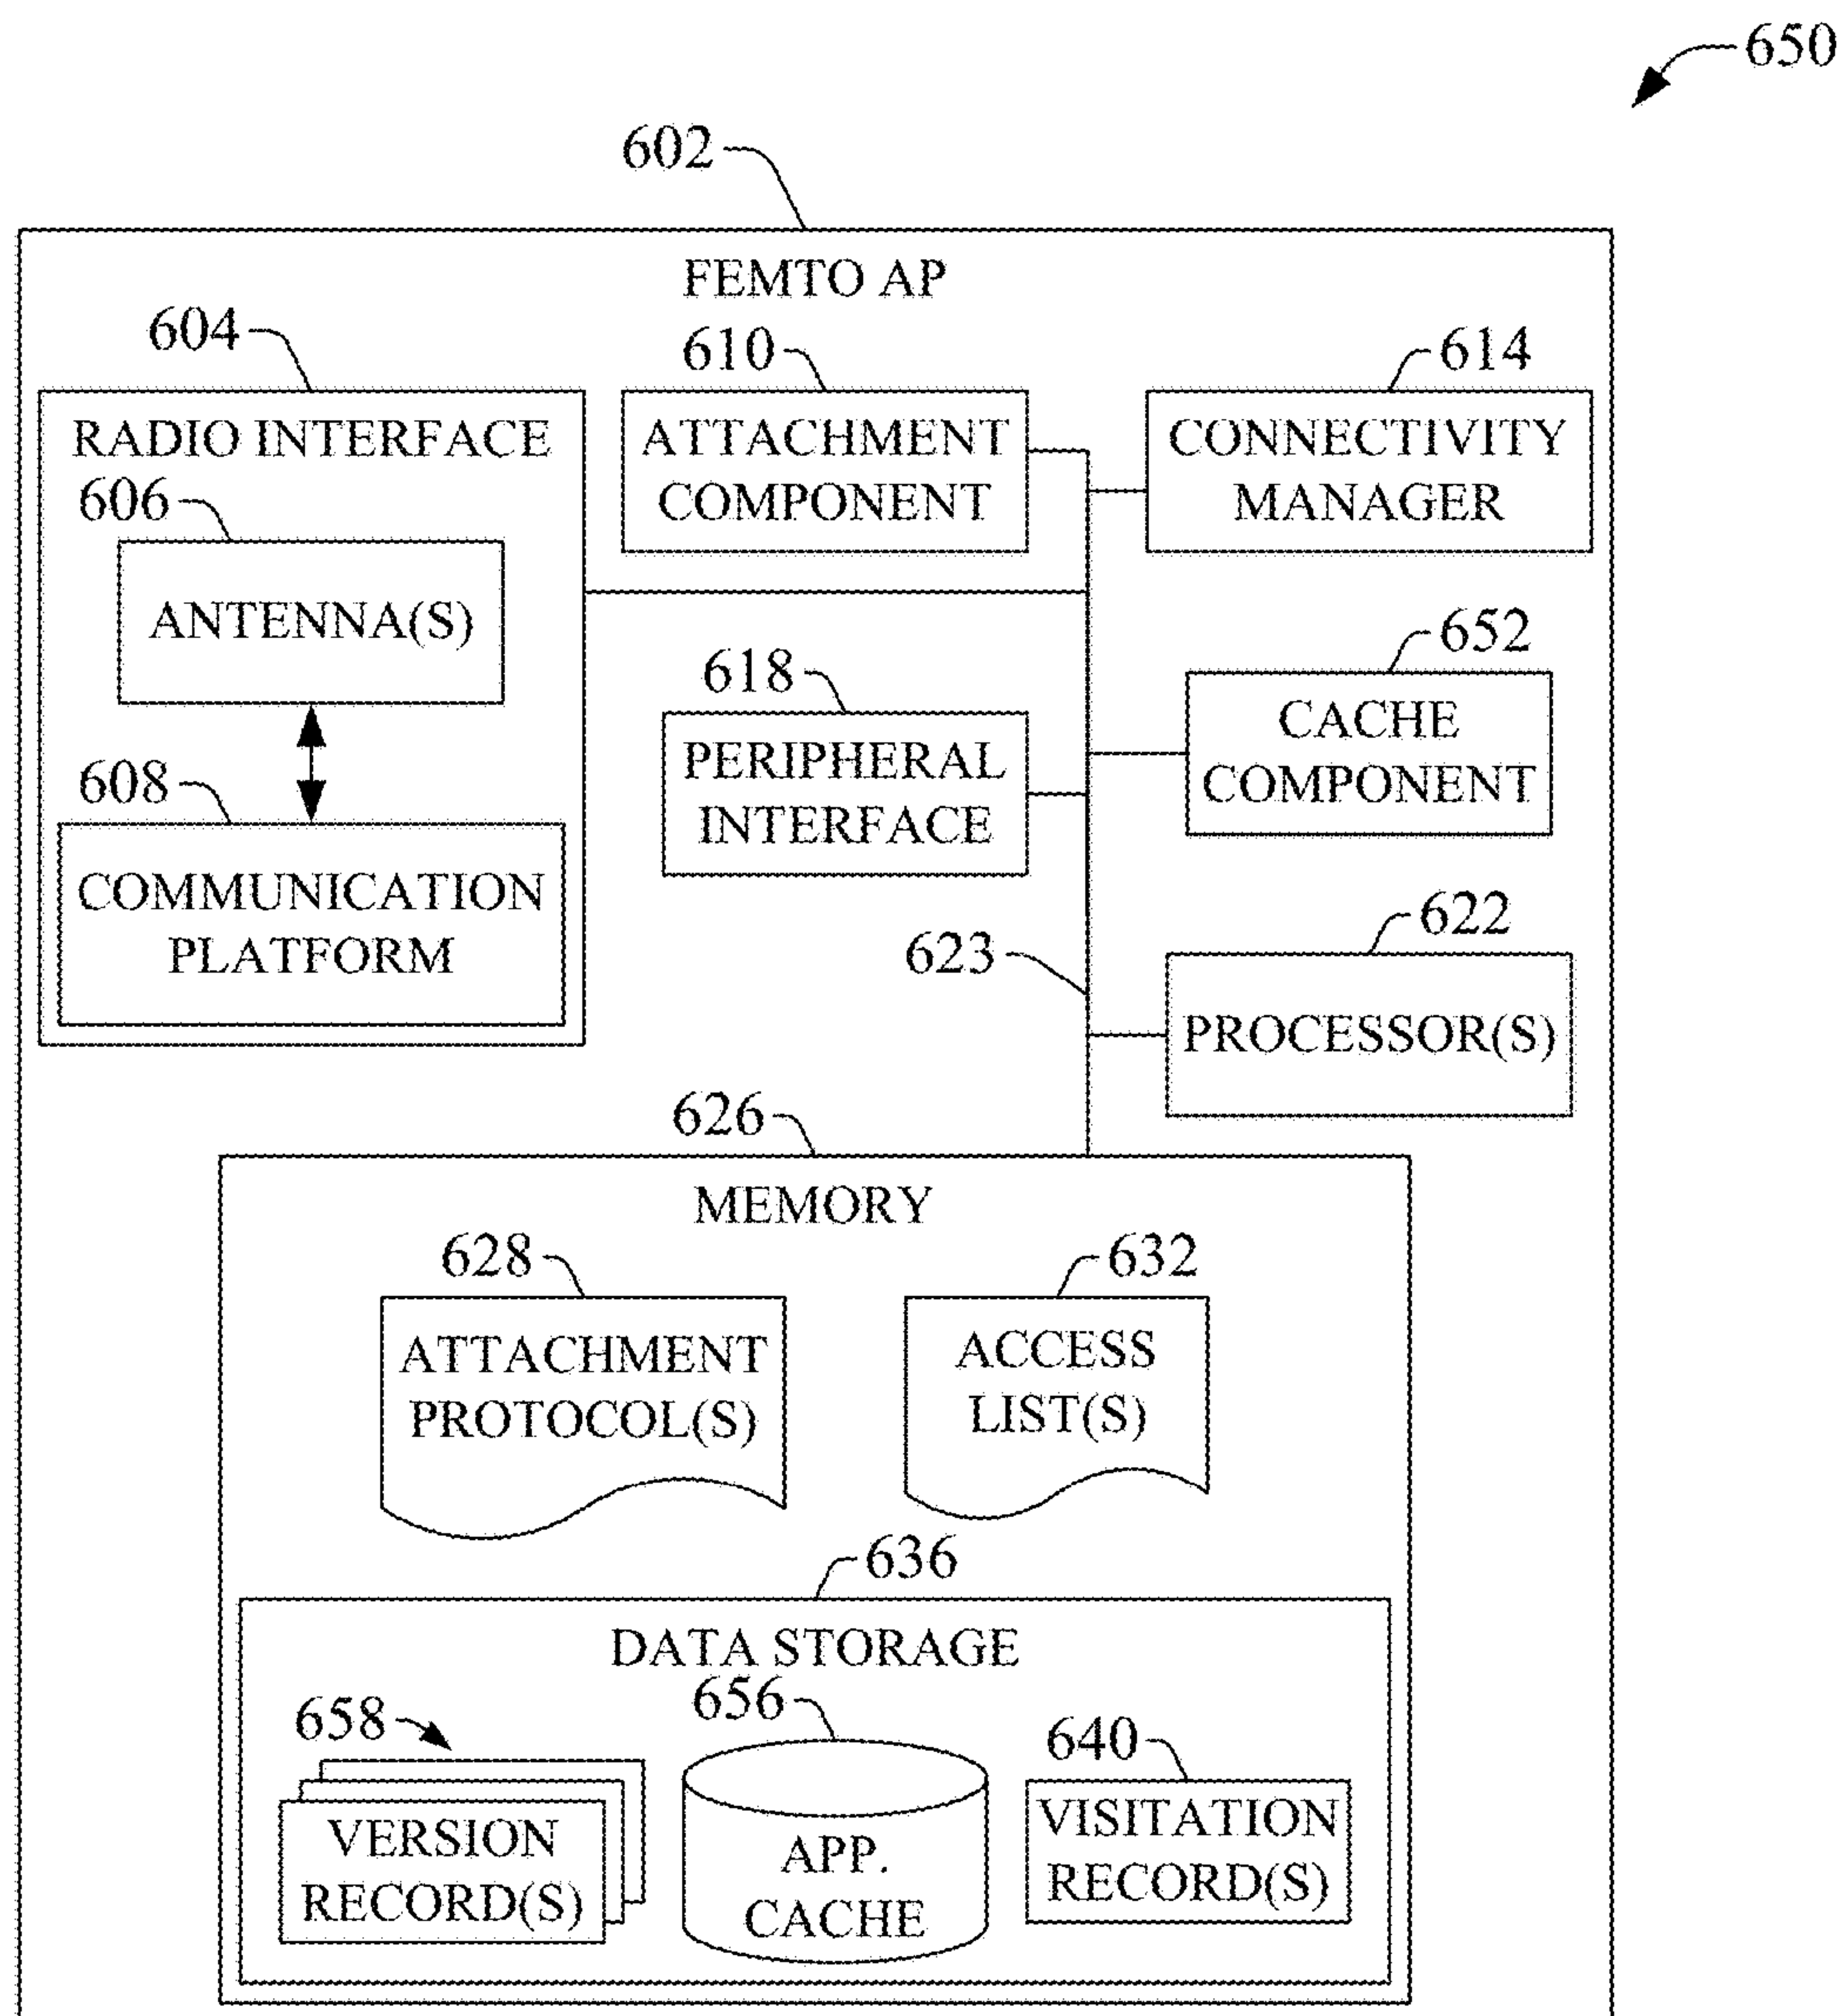 650
602
FEMTO AP
604
610
614
RADIO INTERFACE
ATTACHMENT
COMPONENT
CONNECTIVITY
MANAGER
606
ANTENNA(S)
652
618
CACHE
COMPONENT
PERIPHERAL
INTERFACE
608
COMMUNICATION
PLATFORM
622
623
PROCESSOR(S)
626
MEMORY
628
632
ATTACHMENT
PROTOCOL(S)
ACCESS
LIST(S)
636
DATA STORAGE
658
656
640
VERSION
RECORD(S)
APP.
CACHE
VISITATION
RECORD(S)